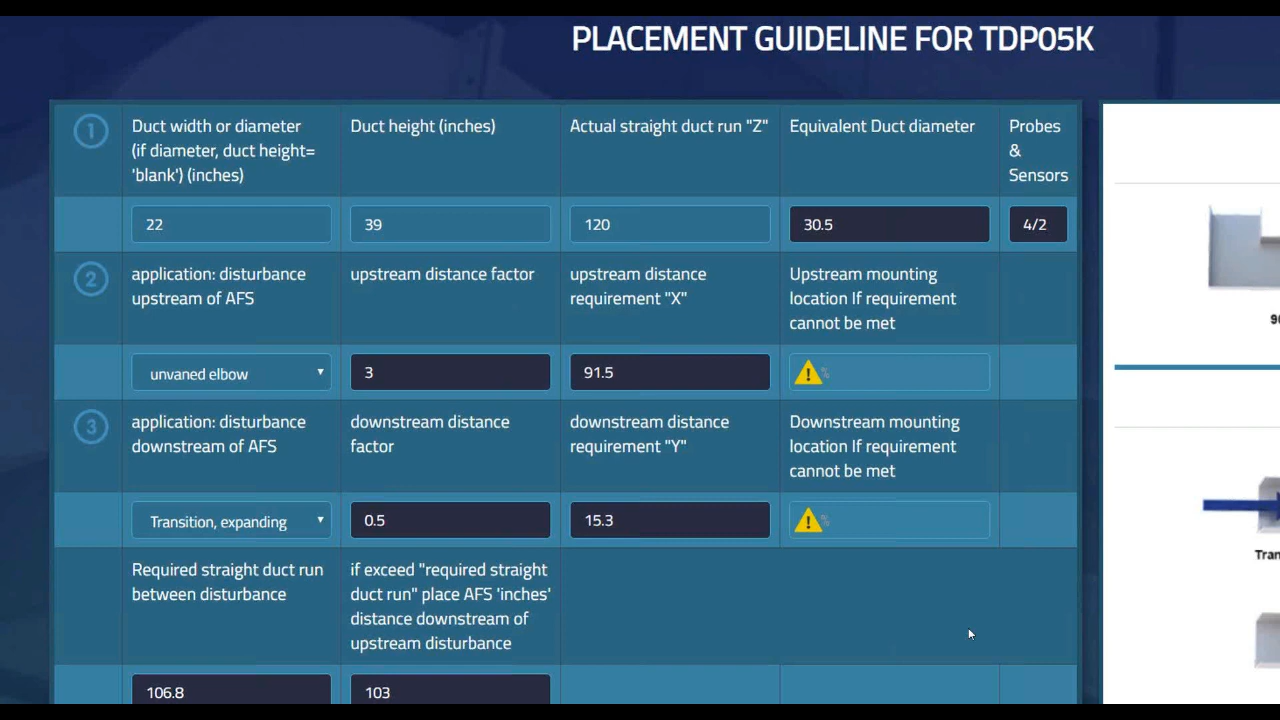 PLACEMENT GUIDELINE FOR TDP05K
1
Duct width or diameter
(if diameter, duct height=
'blank') (inches)
Duct height (inches)
Actual straight duct run "Z"
Equivalent Duct diameter
Probes
&
Sensors
22
39
120
30.5
4/2
2
application: disturbance
upstream of AFS
upstream distance factor
upstream distance
requirement "X"
Upstream mounting
location If requirement
cannot be met
unvaned elbow
3
91.5
%
3
application: disturbance
downstream of AFS
downstream distance
factor
downstream distance
requirement "Y"
Downstream mounting
location If requirement
cannot be met
Transition, expanding
0.5
15.3
%
Required straight duct run
between disturbance
if exceed "required straight
duct run" place AFS 'inches'
distance downstream of
upstream disturbance
106.8
103
9
Tran